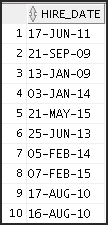 HIRE_DATE
1 17-JUN-11
2 21-SEP-09
3 13-JAN-09
4 03-JAN-14
5 21-MAY-15
6 25-JUN-13
7 05-FEB-14
8 07-FEB-15
9 17-AUG-10
10 16-AUG-10